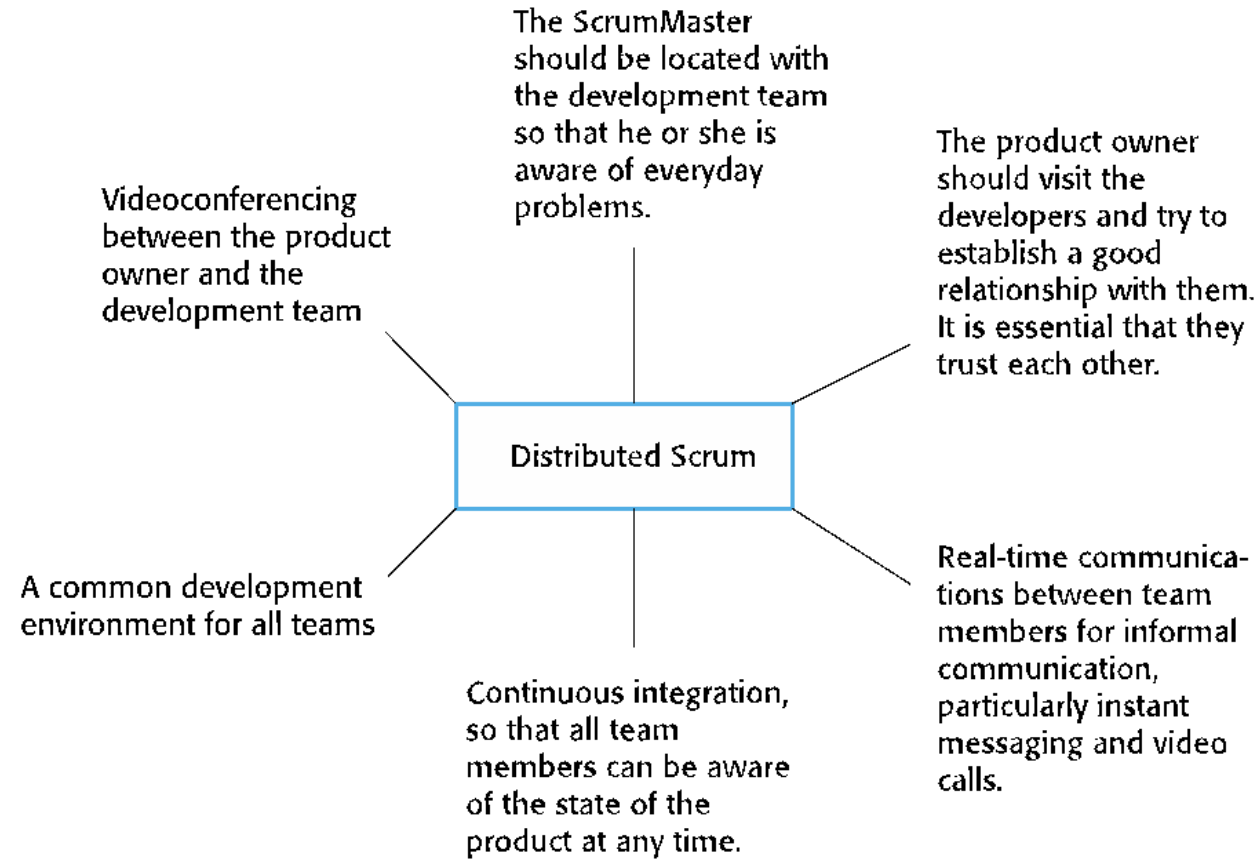 The ScrumMaster
should be located with
the development team
so that he or she is
aware of everyday
problems.
The product owner
should visit the
developers and try to
establish a good
relationship with them.
It is essential that they
trust each other.
Videoconferencing
between the product
owner and the
development team
Distributed Scrum
A common development
environment for all teams
Real-time communica-
tions between team
members for informal
communication,
particularly instant
messaging and video
calls.
Continuous integration,
so that all team
members can be aware
of the state of the
product at any time.